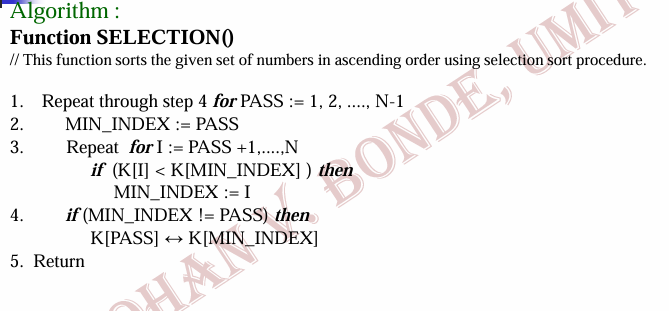 Algorithm :
Function SELECTION()
// This function sorts the given set of numbers in ascending order using selection sort procedure.
1. Repeat through step 4 for PASS := 1, 2, ...., N-1
2. MIN_INDEX := PASS
3. Repeat for I := PASS +1,....,N
if (K[I] < K[MIN_INDEX] ) then
MIN_INDEX := I
4. if (MIN_INDEX != PASS) then
K[PASS] ↔ K[MIN_INDEX]
5. Return
OHAN V. BONDE, UMIT